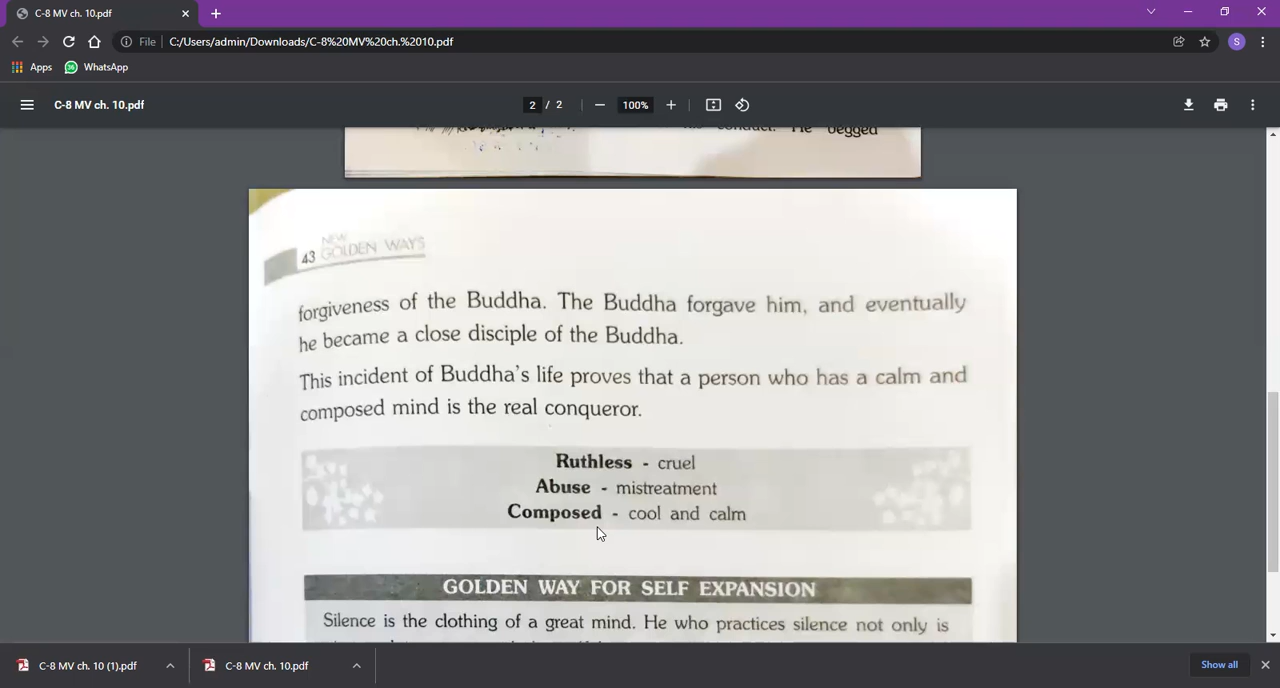 C-8 MV ch. 10.pdf
File
C:/Users/admin/Downloads/C-8%20MV%20ch.%2010.pdf
S
Apps
WhatsApp
C-8 MV ch. 10.pdf
2 / 2
100%
conduct. He begged
43 NEW GOLDEN WAYS
forgiveness of the Buddha. The Buddha forgave him, and eventually
he became a close disciple of the Buddha.
This incident of Buddha's life proves that a person who has a calm and
composed mind is the real conqueror.
Ruthless - cruel
Abuse - mistreatment
Composed - cool and calm
GOLDEN WAY FOR SELF EXPANSION
Silence is the clothing of a great mind. He who practices silence not only is
C-8 MV ch. 10 (1).pdf
C-8 MV ch. 10.pdf
Show all